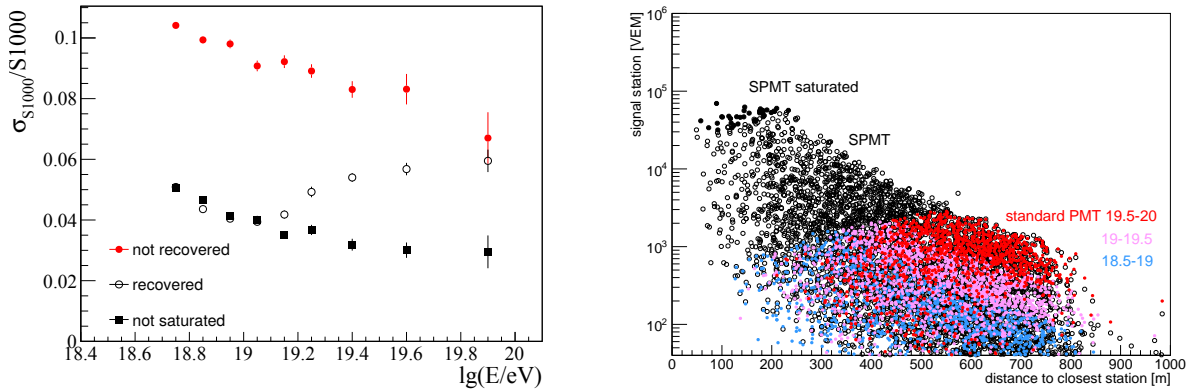 σS1000/S1000
0.1
0.08
0.06
0.04
0.02
0
not recovered
recovered
not saturated
18.4 18.6 18.8 19 19.2 19.4 19.6 19.8 20
lg(E/eV)
signal station [VEM]
10^6
10^5
10^4
10^3
10^2
SPMT saturated
SPMT
standard PMT 19.5-20
19-19.5
18.5-19
0 100 200 300 400 500 600 700 800 900 1000
distance to closest station [m]